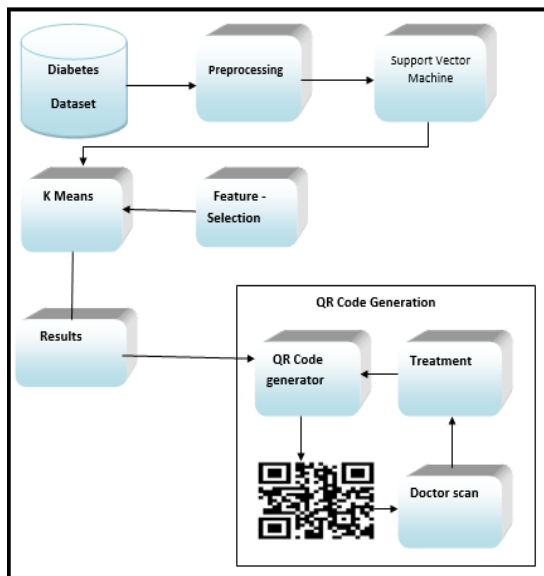 Diabetes
Dataset
Preprocessing
Support Vector
Machine
K Means
Feature -
Selection
Results
QR Code Generation
QR Code
generator
Treatment
Doctor scan